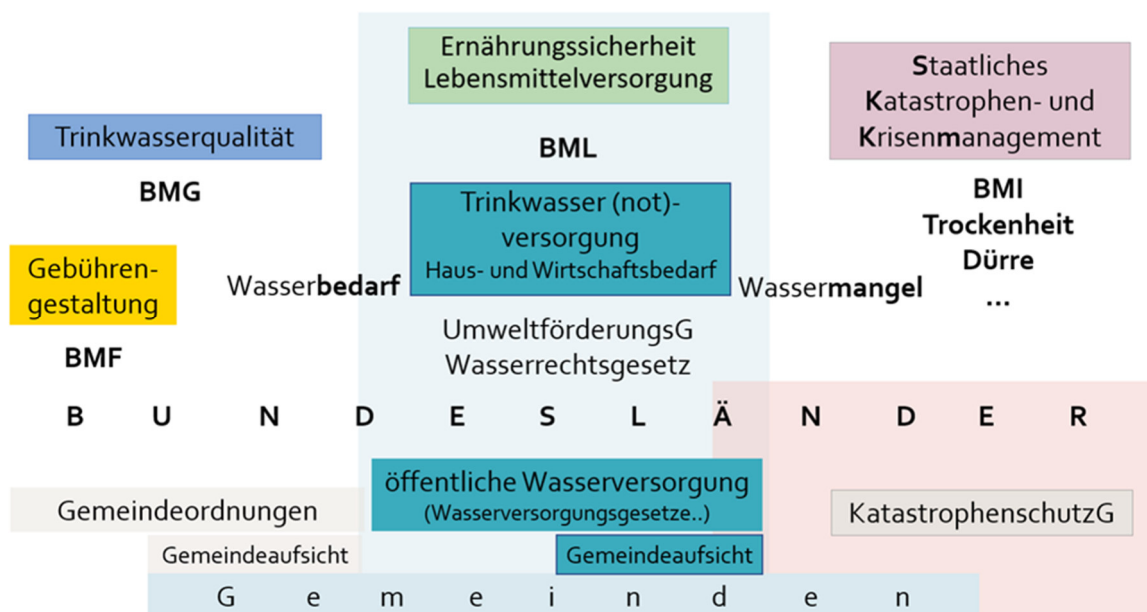 Ernährungssicherheit
Lebensmittelversorgung
Staatliches
Katastrophen- und
Krisenmanagement
Trinkwasserqualität
BML
BMG
BMI
Trockenheit
Dürre
...
Trinkwasser (not)-
versorgung
Haus- und Wirtschaftsbedarf
Gebühren-
gestaltung
Wasserbedarf
Wassermangel
BMF
UmweltförderungsG
Wasserrechtsgesetz
B U N D E S L Ä N D E R
Gemeindeordnungen
öffentliche Wasserversorgung
(Wasserversorgungsgesetze..)
KatastrophenschutzG
Gemeindeaufsicht
Gemeindeaufsicht
G e m e i n d e n